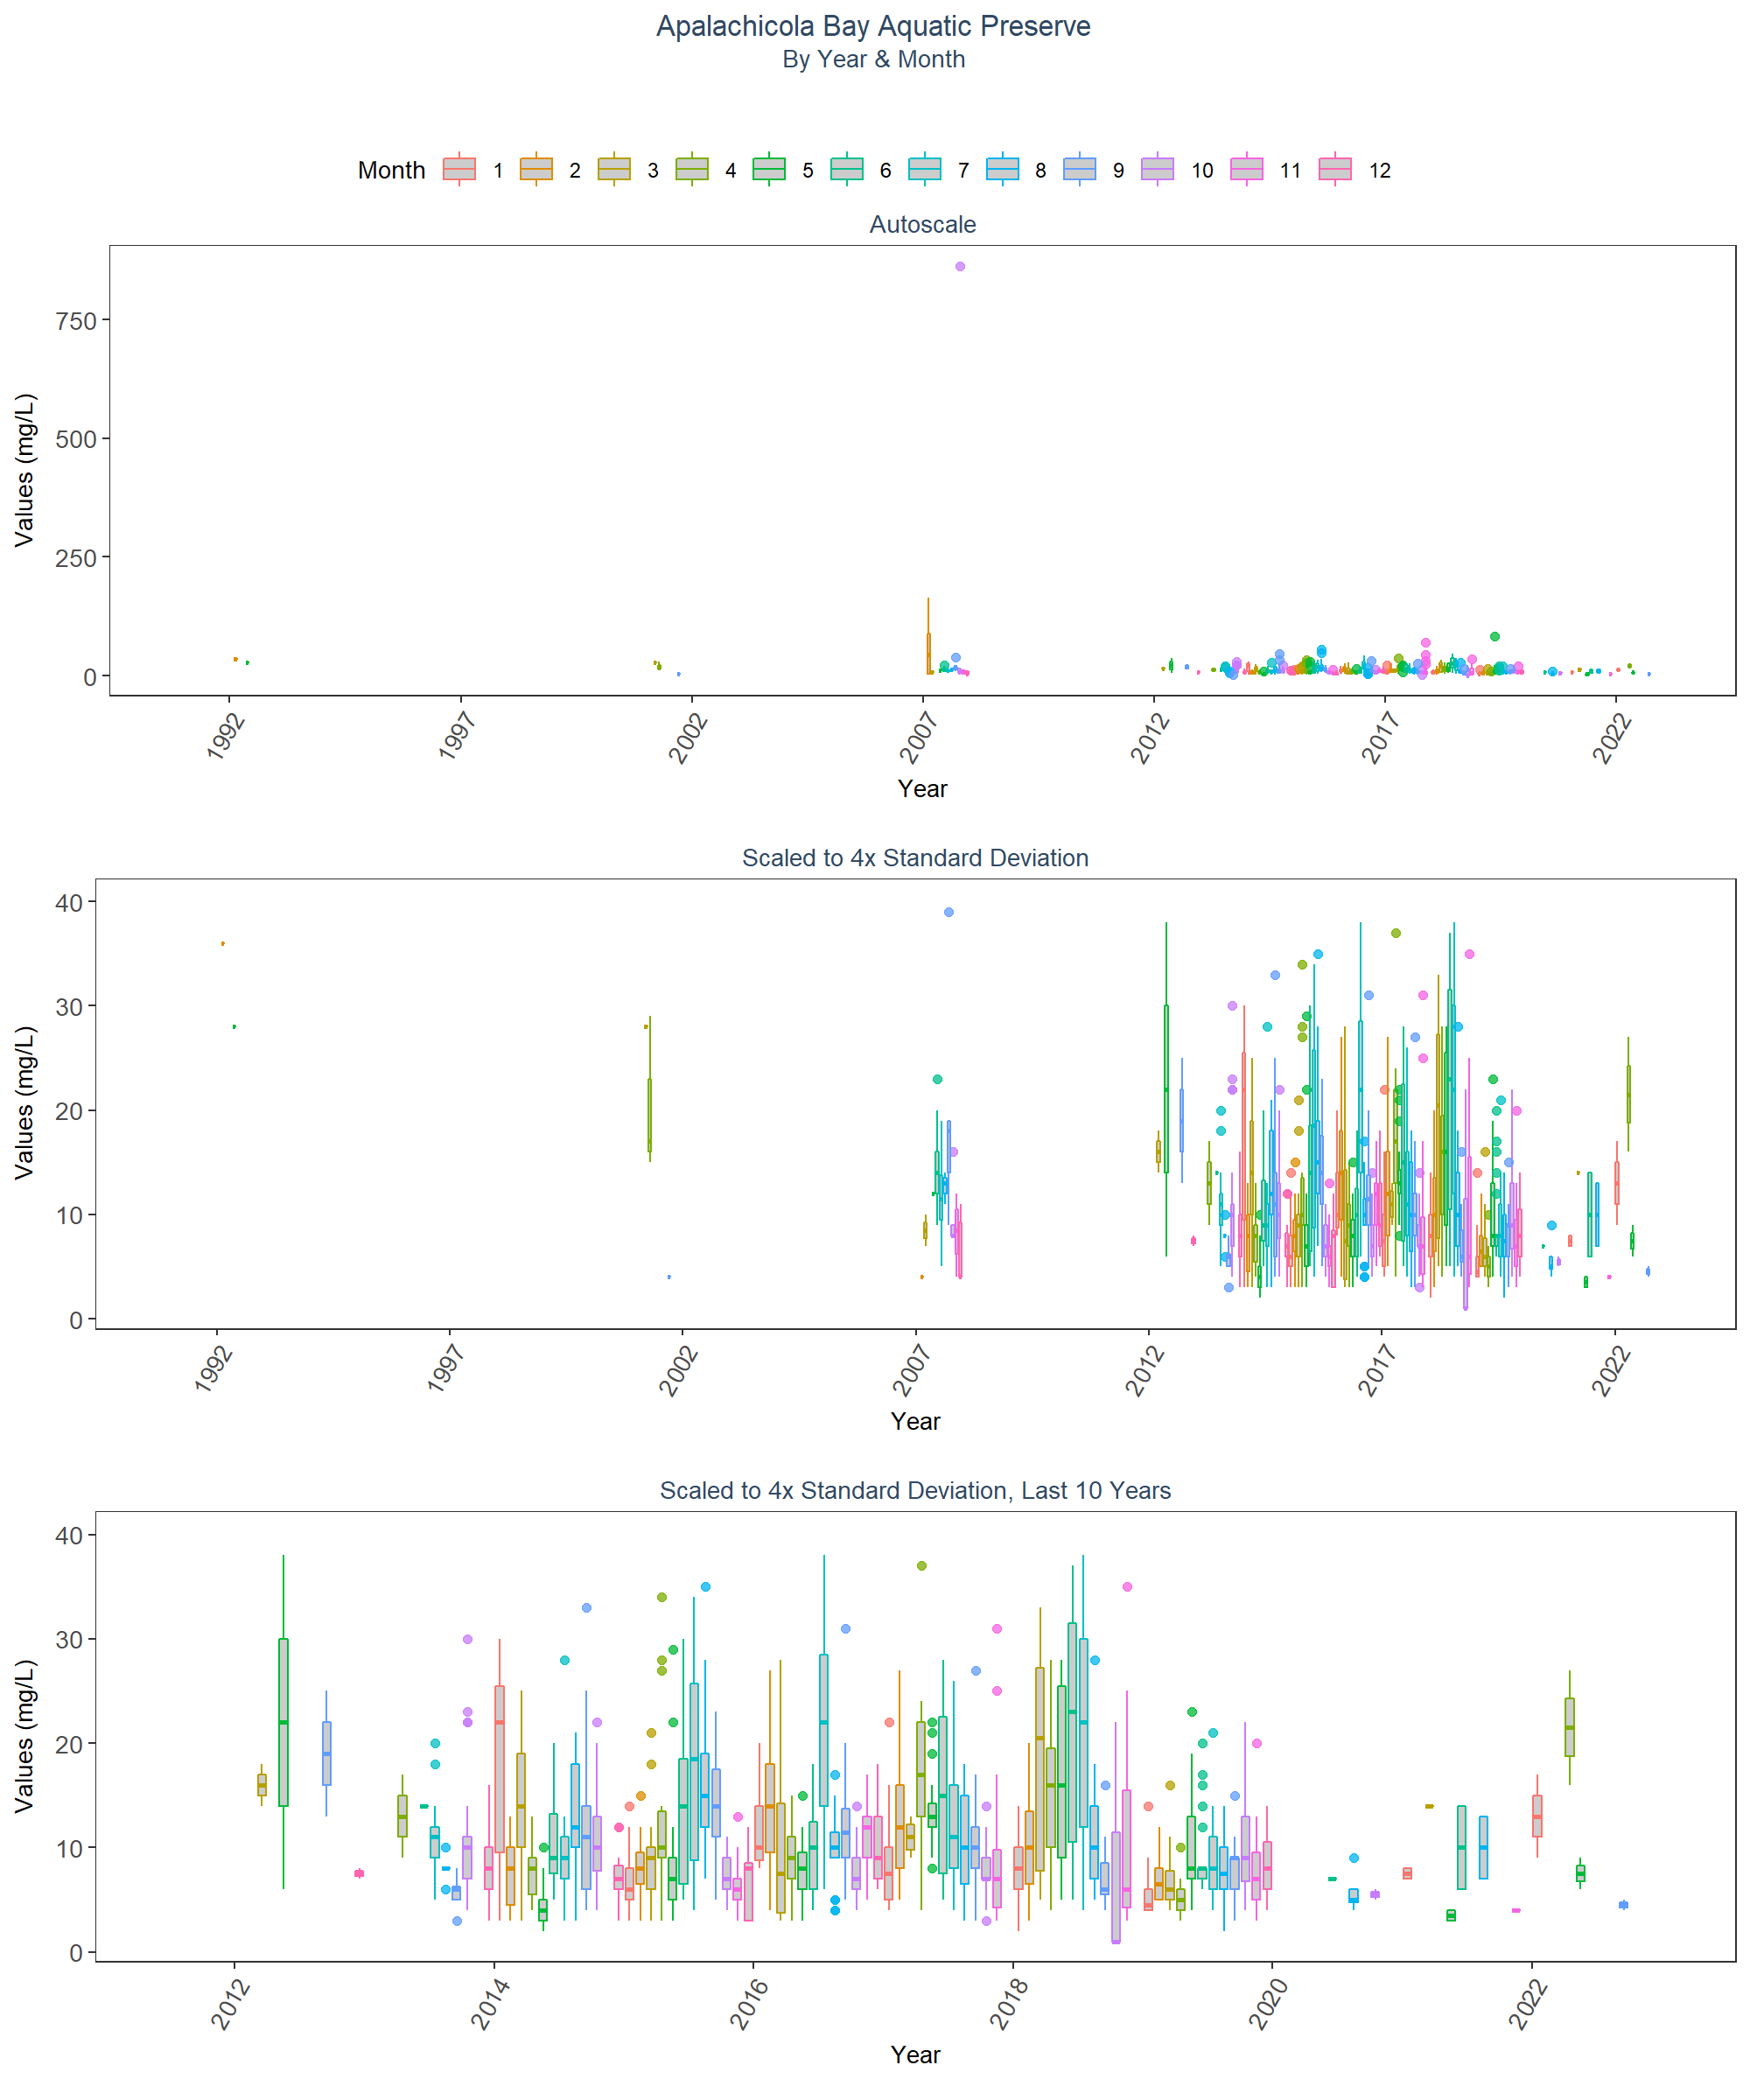 Apalachicola Bay Aquatic Preserve
By Year & Month
Month 1 2 3 4 5 6 7 8 9 10 11 12
Autoscale
Values (mg/L)
750
500
250
0
1992 1997 2002 2007 2012 2017 2022
Year
Scaled to 4x Standard Deviation
Values (mg/L)
40
30
20
10
0
1992 1997 2002 2007 2012 2017 2022
Year
Scaled to 4x Standard Deviation, Last 10 Years
Values (mg/L)
40
30
20
10
0
2012 2014 2016 2018 2020 2022
Year